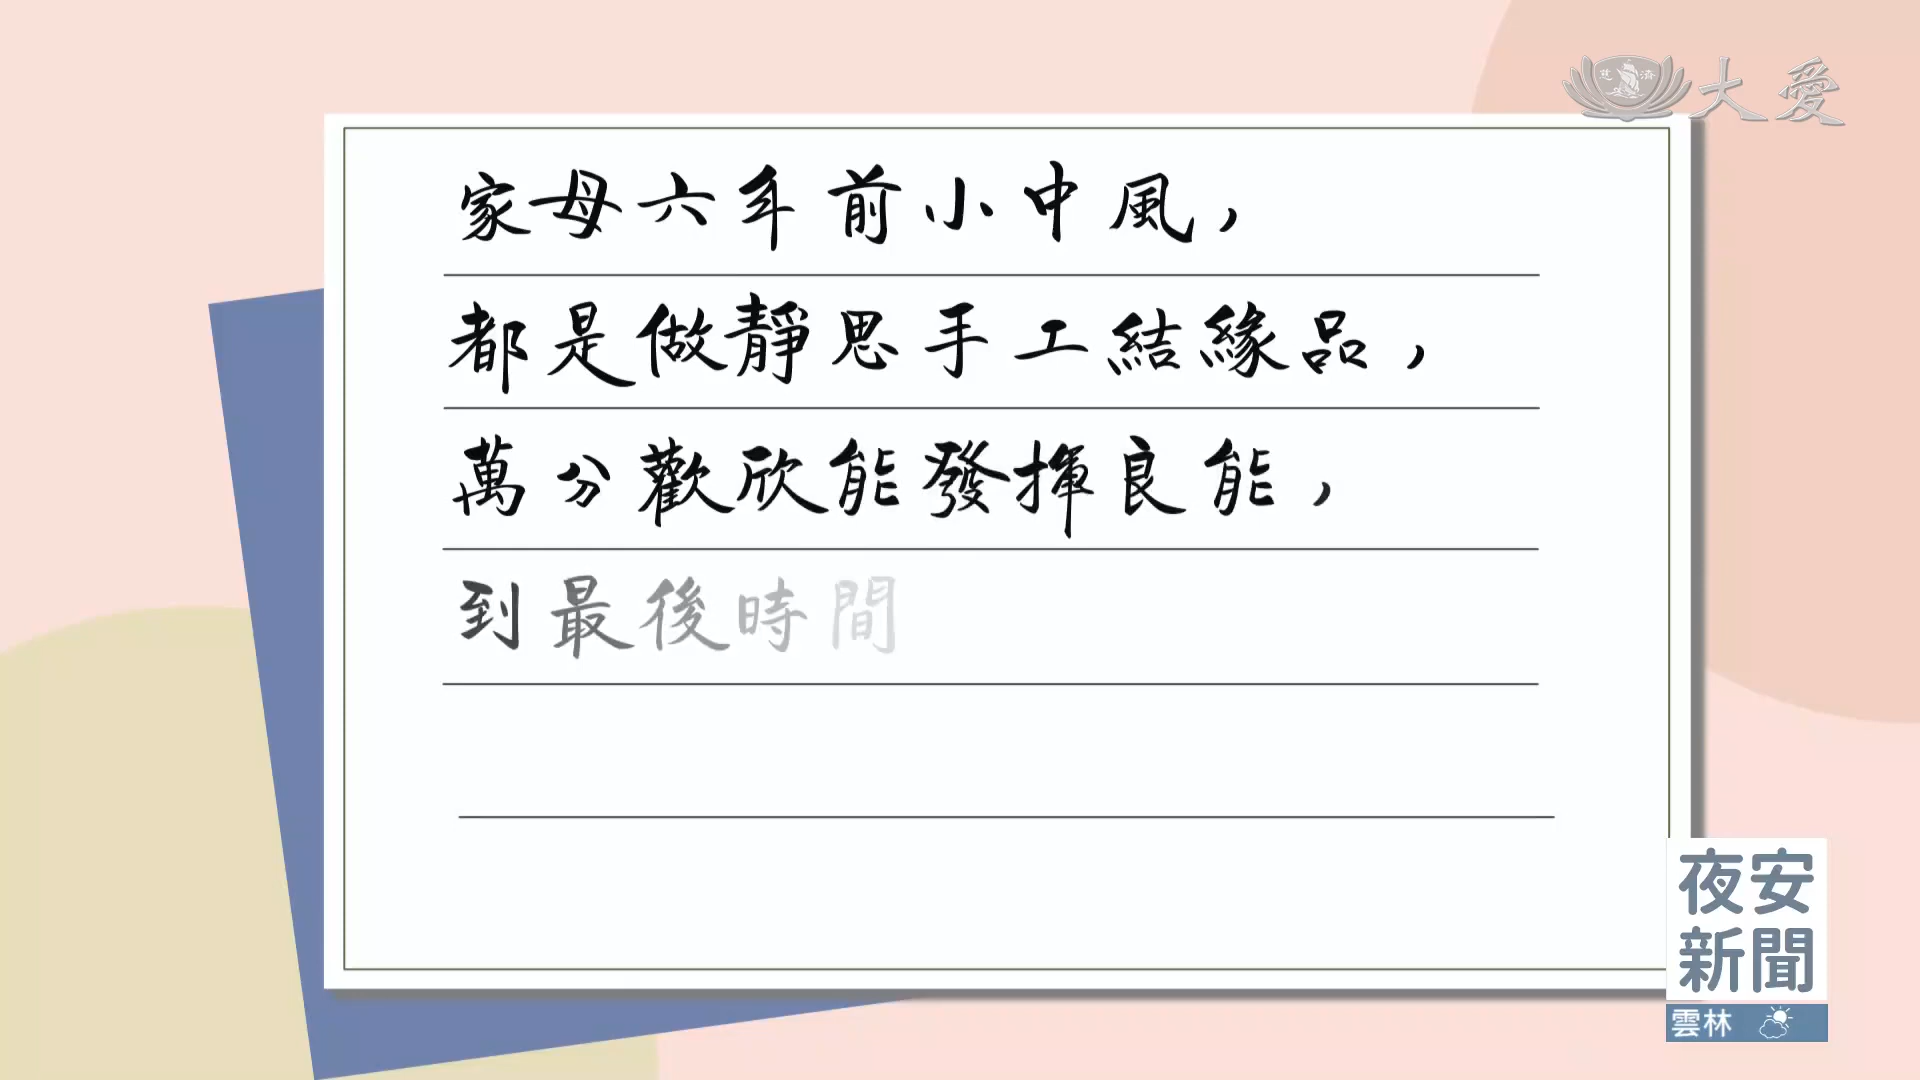 大愛
慈濟
家母六年前小中風，
都是做靜思手工結緣品，
萬分歡欣能發揮良能，
到最後時間
夜安
新聞
雲林